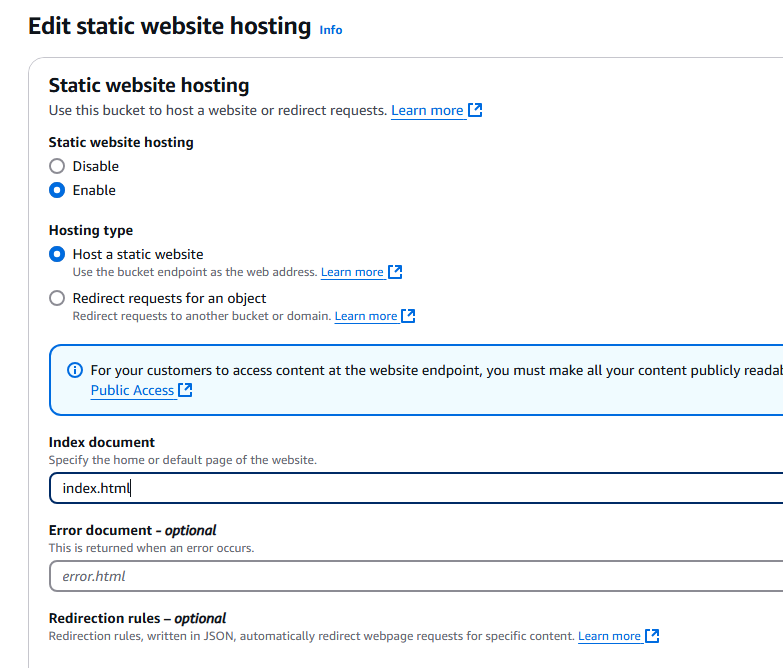 Edit static website hosting Info
Static website hosting
Use this bucket to host a website or redirect requests. Learn more
Static website hosting
Disable
Enable
Hosting type
Host a static website
Use the bucket endpoint as the web address. Learn more
Redirect requests for an object
Redirect requests to another bucket or domain. Learn more
For your customers to access content at the website endpoint, you must make all your content publicly
Public Access
Index document
Specify the home or default page of the website.
index.html
Error document – optional
This is returned when an error occurs.
error.html
Redirection rules – optional
Redirection rules, written in JSON, automatically redirect webpage requests for specific content. Learn more